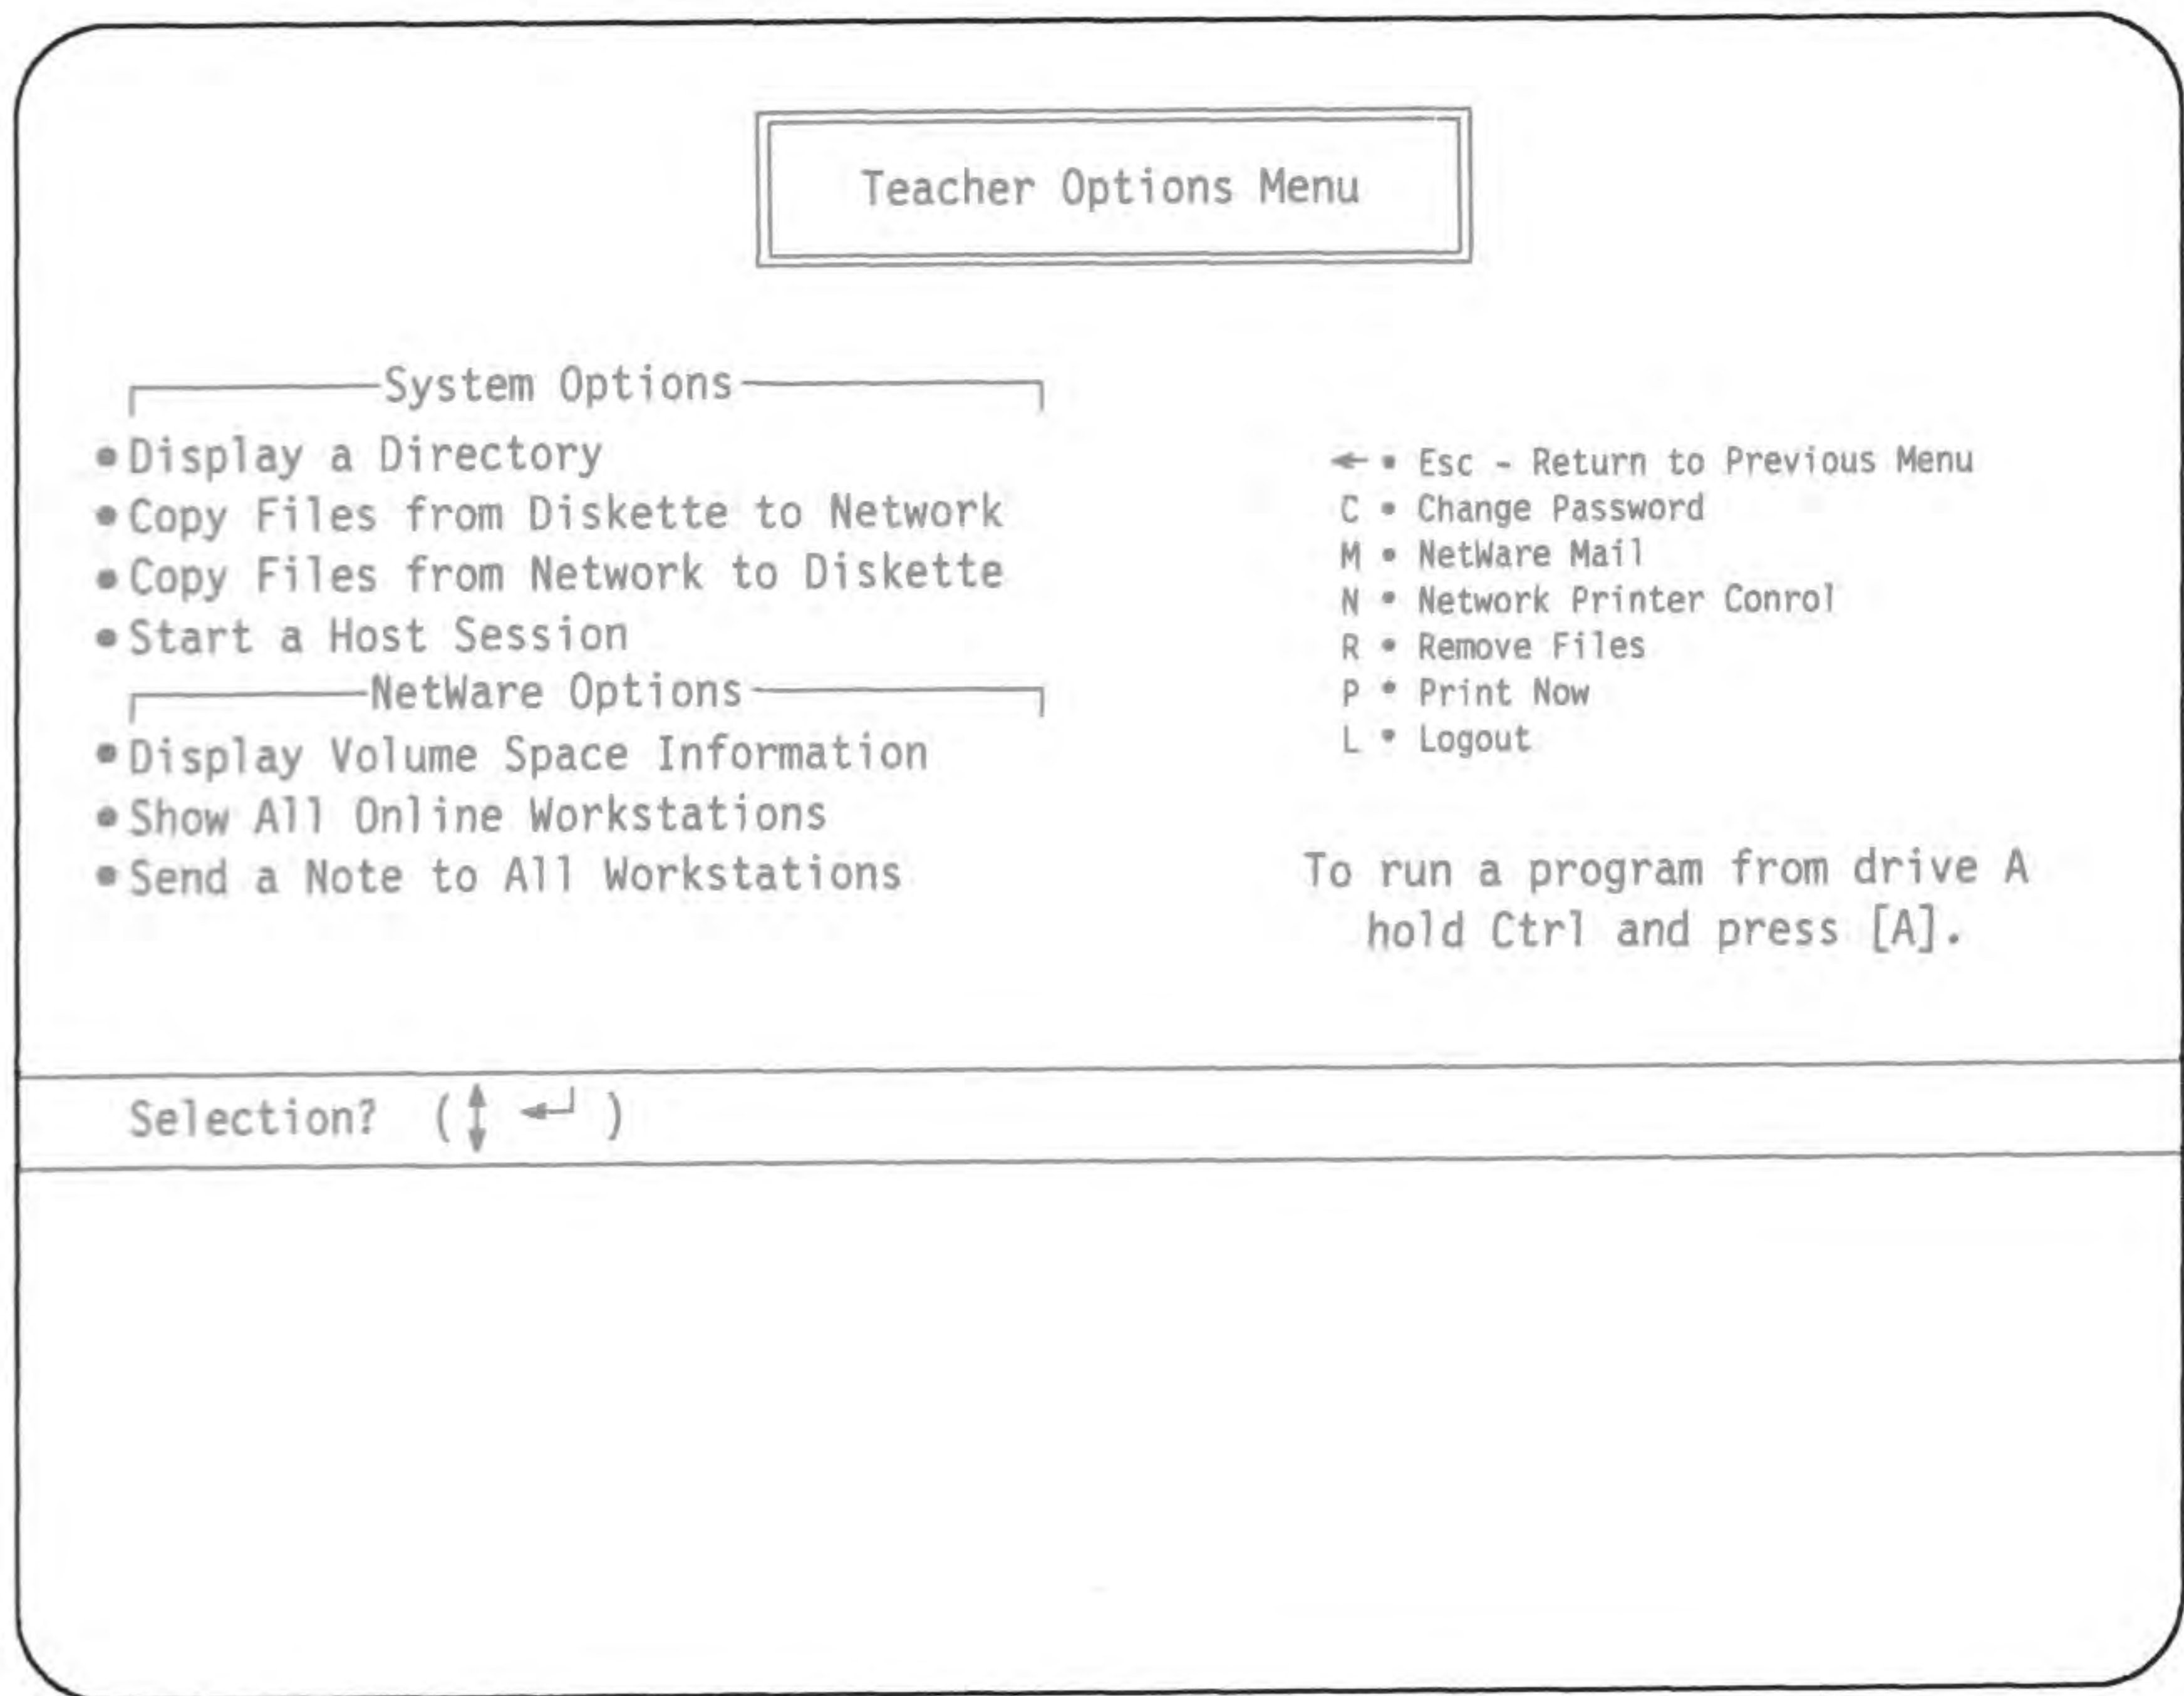 Teacher Options Menu
System Options
•Display a Directory
•Copy Files from Diskette to Network
•Copy Files from Network to Diskette
•Start a Host Session
NetWare Options
•Display Volume Space Information
•Show All Online Workstations
•Send a Note to All Workstations
← • Esc - Return to Previous Menu
C • Change Password
M • NetWare Mail
N • Network Printer Conrol
R • Remove Files
P • Print Now
L • Logout
To run a program from drive A
hold Ctrl and press [A].
Selection? (↕ ↵ )